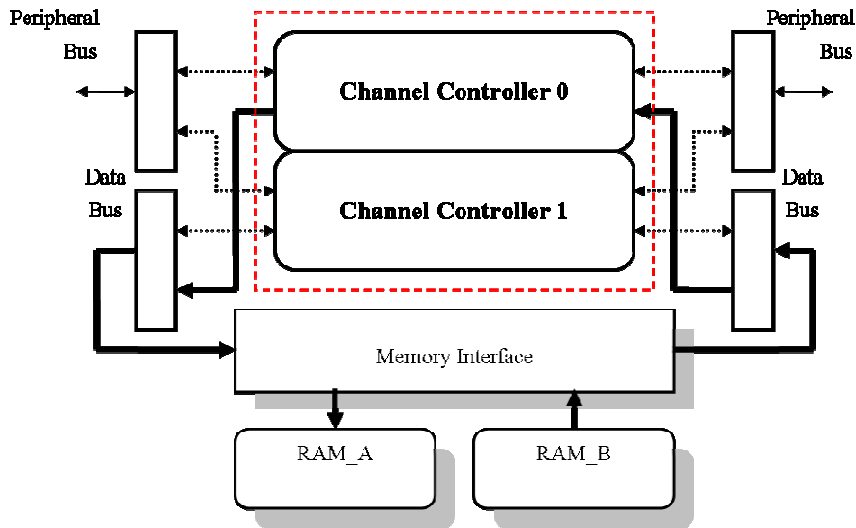 Peripheral
Bus
Peripheral
Bus
Channel Controller 0
Data
Bus
Data
Bus
Channel Controller 1
Memory Interface
RAM_A
RAM_B